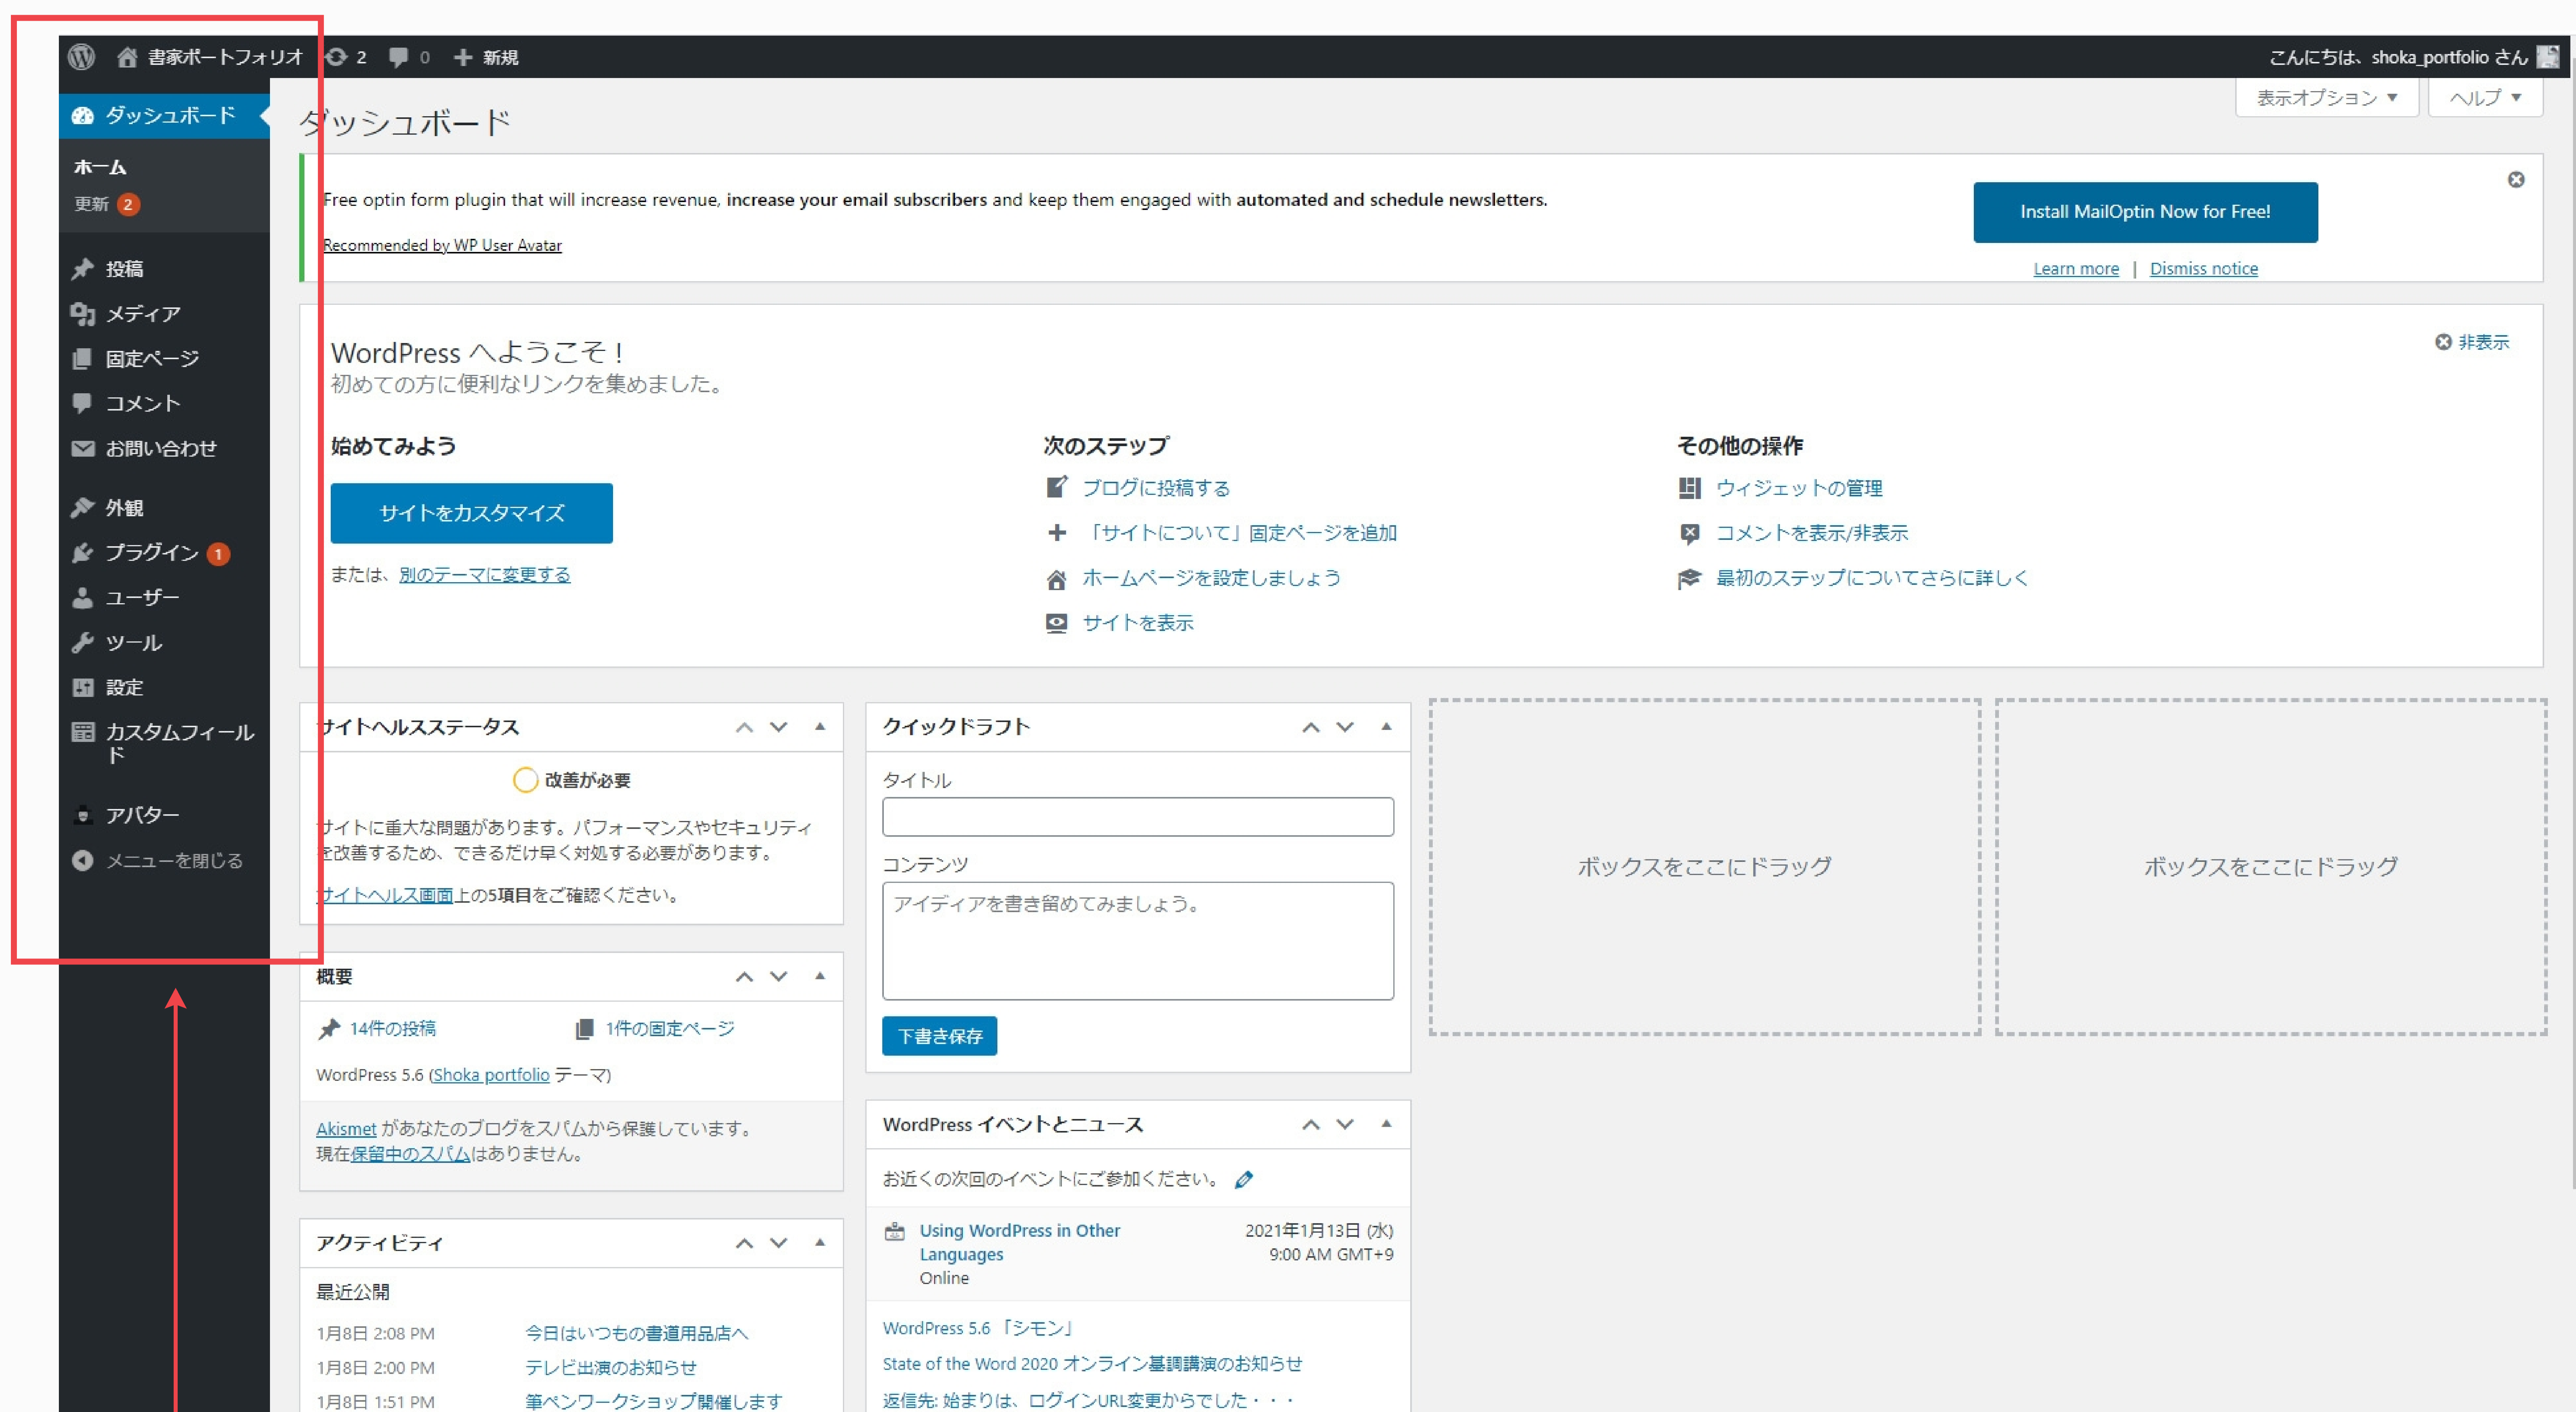 書家ポートフォリオ 2 0 新規
こんにちは、shoka_portfolio さん
ダッシュボード
ホーム
更新 2
投稿
メディア
固定ページ
コメント
お問い合わせ
外観
プラグイン 1
ユーザー
ツール
設定
カスタムフィール
ド
アバター
メニューを閉じる
表示オプション ▼
ヘルプ ▼
ダッシュボード
Free optin form plugin that will increase revenue, increase your email subscribers and keep them engaged with automated and schedule newsletters.
Recommended by WP User Avatar
Install MailOptin Now for Free!
Learn more | Dismiss notice
WordPress へようこそ !
初めての方に便利なリンクを集めました。
非表示
始めてみよう
サイトをカスタマイズ
または、別のテーマに変更する
次のステップ
ブログに投稿する
「サイトについて」固定ページを追加
ホームページを設定しましょう
サイトを表示
その他の操作
ウィジェットの管理
コメントを表示/非表示
最初のステップについてさらに詳しく
サイトヘルスステータス
改善が必要
サイトに重大な問題があります。パフォーマンスやセキュリティ
を改善するため、できるだけ早く対処する必要があります。
サイトヘルス画面上の5項目をご確認ください。
概要
14件の投稿
1件の固定ページ
WordPress 5.6 (Shoka portfolio テーマ)
Akismet があなたのブログをスパムから保護しています。
現在保留中のスパムはありません。
アクティビティ
最近公開
1月8日 2:08 PM 今日はいつもの書道用品店へ
1月8日 2:00 PM テレビ出演のお知らせ
1月8日 1:51 PM 筆ペンワークショップ開催します
クイックドラフト
タイトル
コンテンツ
アイディアを書き留めてみましょう。
下書き保存
WordPress イベントとニュース
お近くの次回のイベントにご参加ください。
Using WordPress in Other
Languages
Online
2021年1月13日 (水)
9:00 AM GMT+9
WordPress 5.6 「シモン」
State of the Word 2020 オンライン基調講演のお知らせ
返信先: 始まりは、ログインURL変更からでした・・・
ボックスをここにドラッグ
ボックスをここにドラッグ